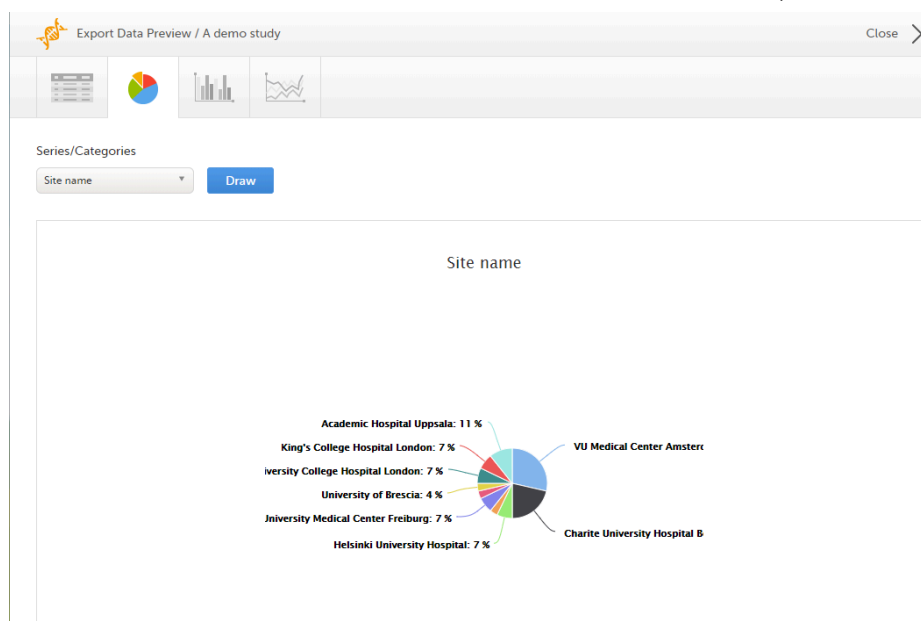 Export Data Preview / A demo study
Close
Series/Categories
Site name
Draw
Site name
Academic Hospital Uppsala: 11 %
King's College Hospital London: 7 %
VU Medical Center
iversity College Hospital London: 7 %
University of Brescia: 4 %
University Medical Center Freiburg: 7 %
Charite University Hospital
Helsinki University Hospital: 7 %